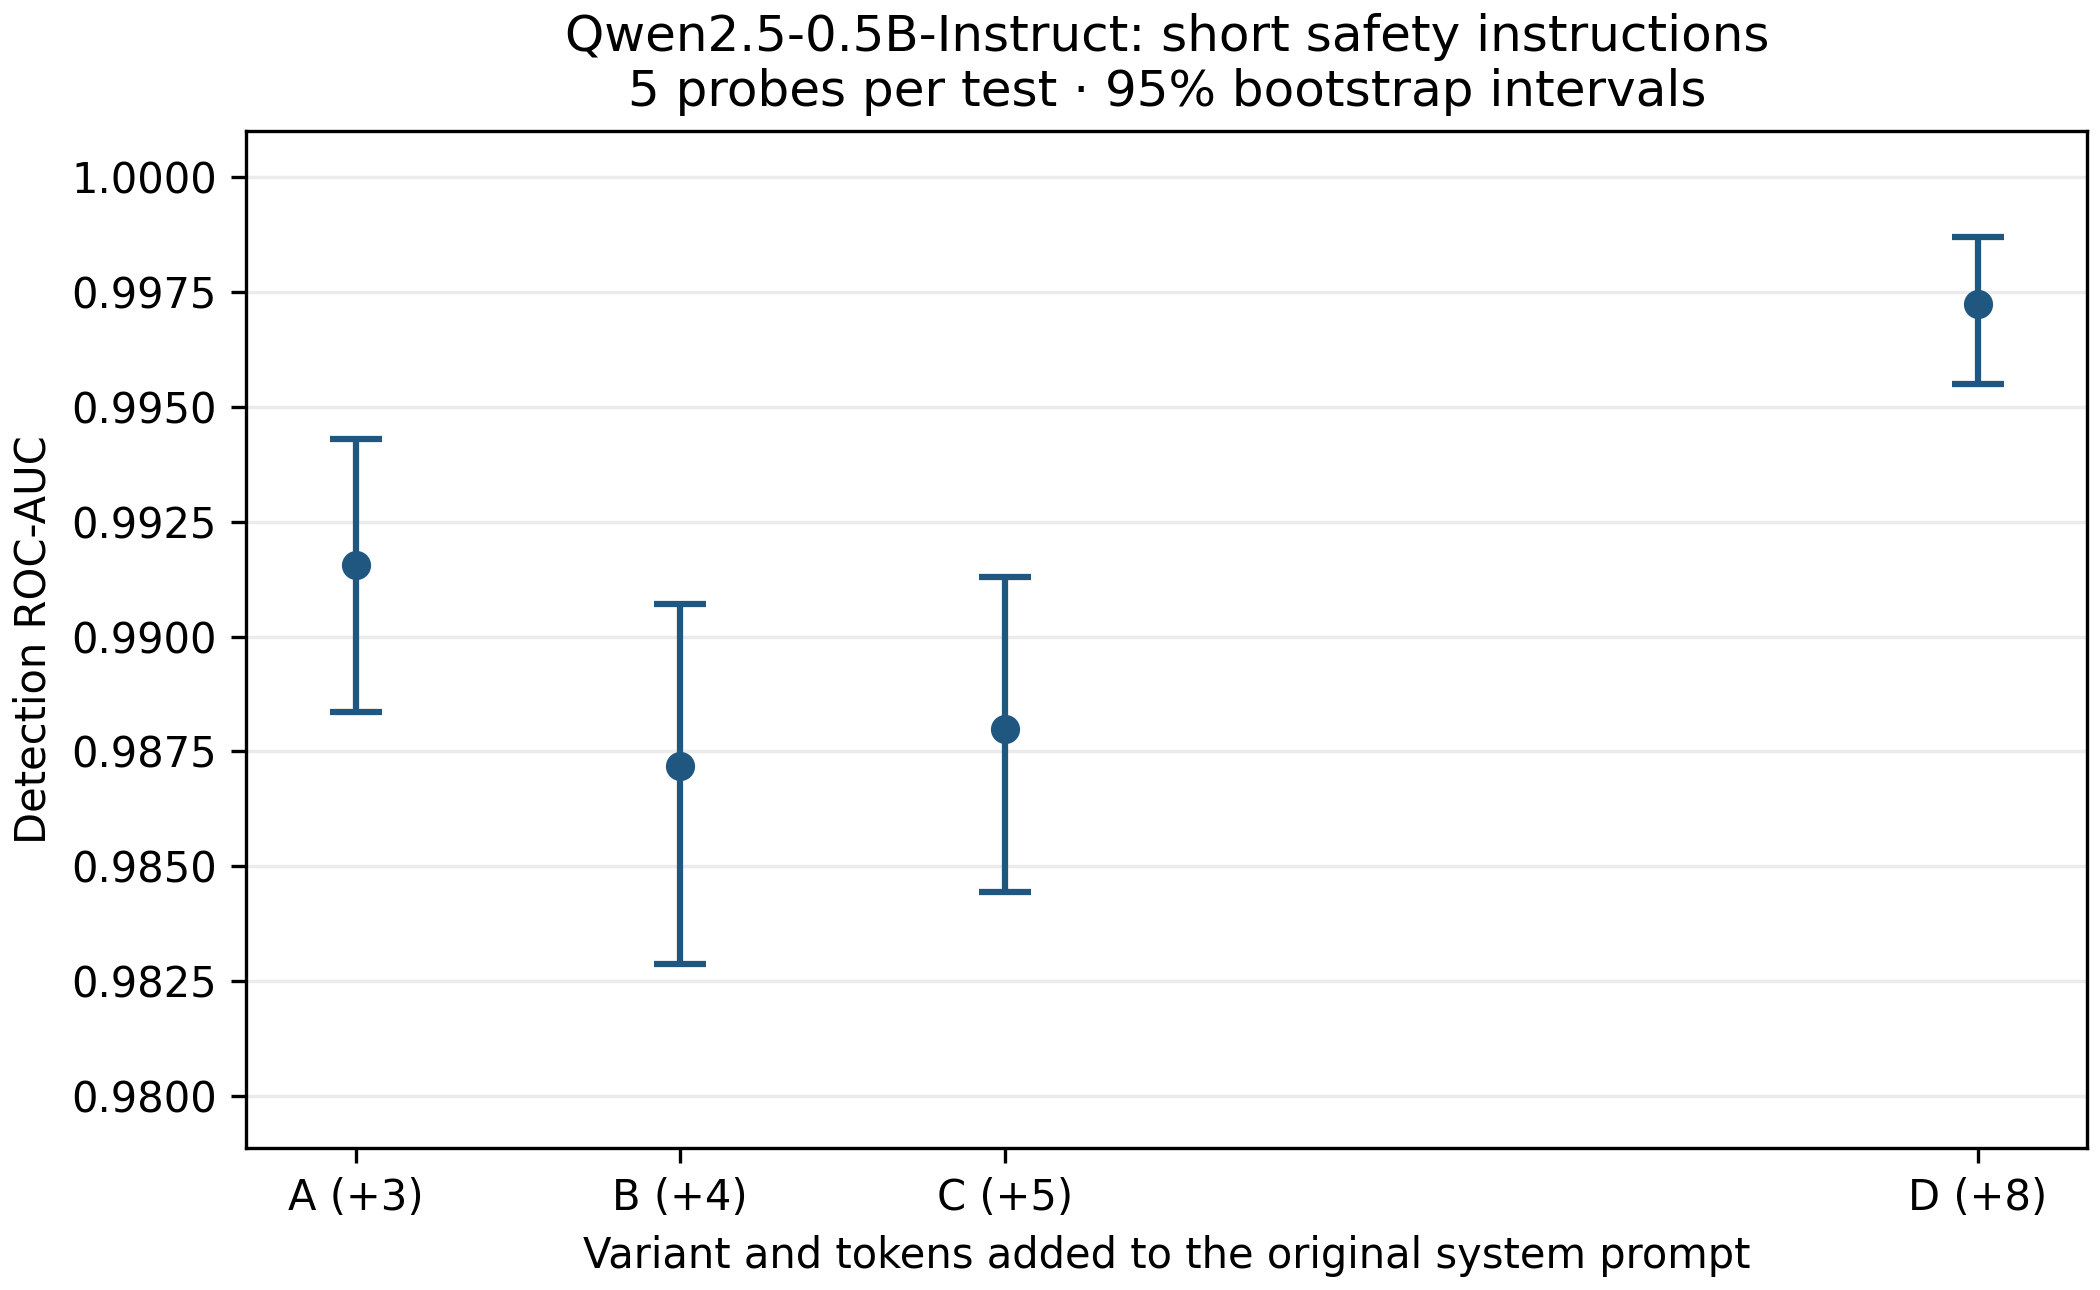 Qwen2.5-0.5B-Instruct: short safety instructions
5 probes per test · 95% bootstrap intervals
Detection ROC-AUC
1.0000
0.9975
0.9950
0.9925
0.9900
0.9875
0.9850
0.9825
0.9800
A (+3)
B (+4)
C (+5)
D (+8)
Variant and tokens added to the original system prompt